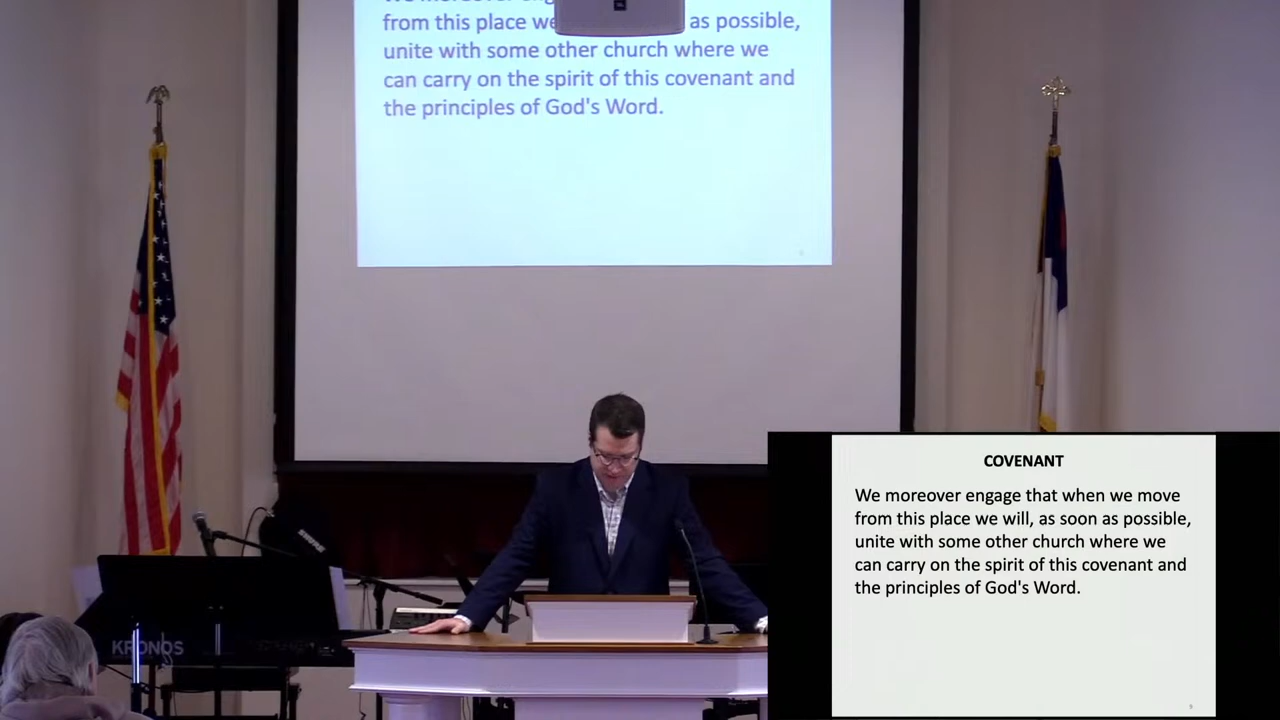 from this place we as possible,
unite with some other church where we
can carry on the spirit of this covenant and
the principles of God's Word.
SHURE
KRONOS
COVENANT
We moreover engage that when we move
from this place we will, as soon as possible,
unite with some other church where we
can carry on the spirit of this covenant and
the principles of God's Word.